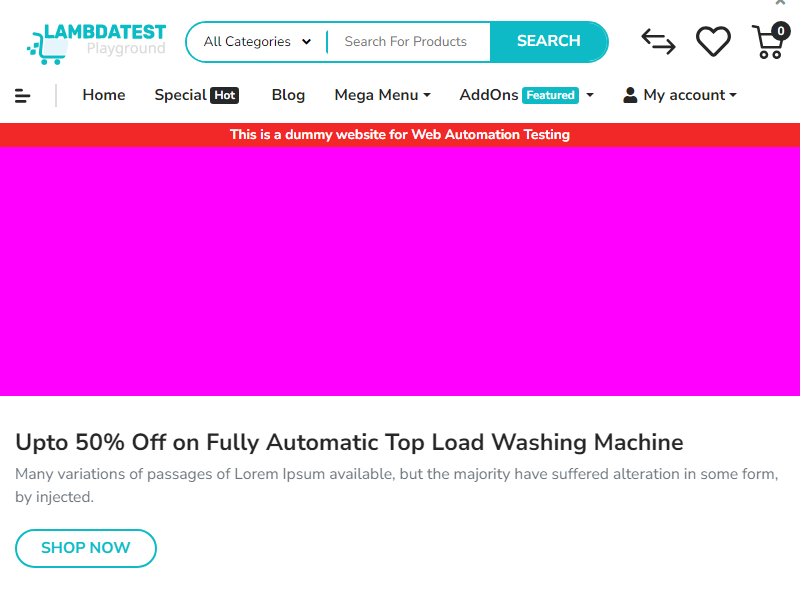 LAMBDATEST
Playground
All Categories
Search For Products
SEARCH
0
Home
Special Hot
Blog
Mega Menu
AddOns Featured
My account
This is a dummy website for Web Automation Testing
Upto 50% Off on Fully Automatic Top Load Washing Machine
Many variations of passages of Lorem Ipsum available, but the majority have suffered alteration in some form,
by injected.
SHOP NOW